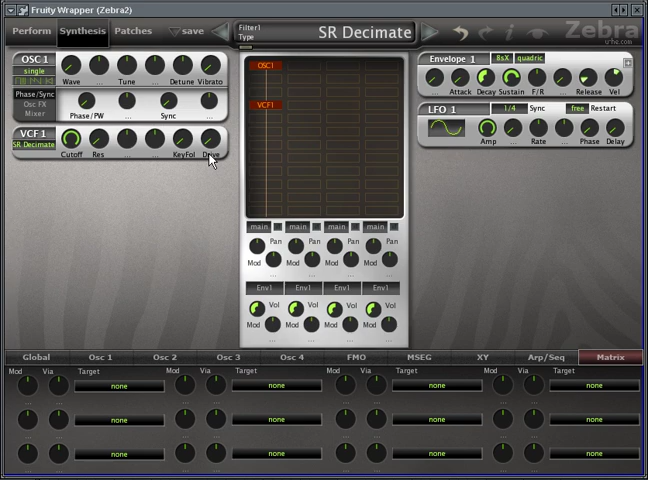 Fruity Wrapper (Zebra2)
Perform Synthesis Patches save
Filter1
Type
SR Decimate
Zebra
u-he.com
OSC 1
single
Wave ... Tune ... Detune Vibrato
Phase/Sync
Osc FX
Mixer
Phase/PW ... Sync ...
VCF 1
SR Decimate
Cutoff Res ... ... KeyFol Drive
OSC1
VCF1
main main main main
Pan Pan Pan Pan
Mod Mod Mod Mod
... ... ... ...
Env1 Env1 Env1 Env1
Vol Vol Vol Vol
Mod Mod Mod Mod
... ... ... ...
Envelope 1 8sX quadric
... Attack Decay Sustain F/R ... Release Vel
LFO 1 1/4 Sync free Restart
Amp ... Rate ... Phase Delay
Global Osc 1 Osc 2 Osc 3 Osc 4 FMO MSEG XY Arp/Seq Matrix
Mod Via Target Mod Via Target Mod Via Target Mod Via Target
none none none none
... ... ... ... ... ... ... ...
none none none none
... ... ... ... ... ... ... ...
none none none none
... ... ... ... ... ... ... ...